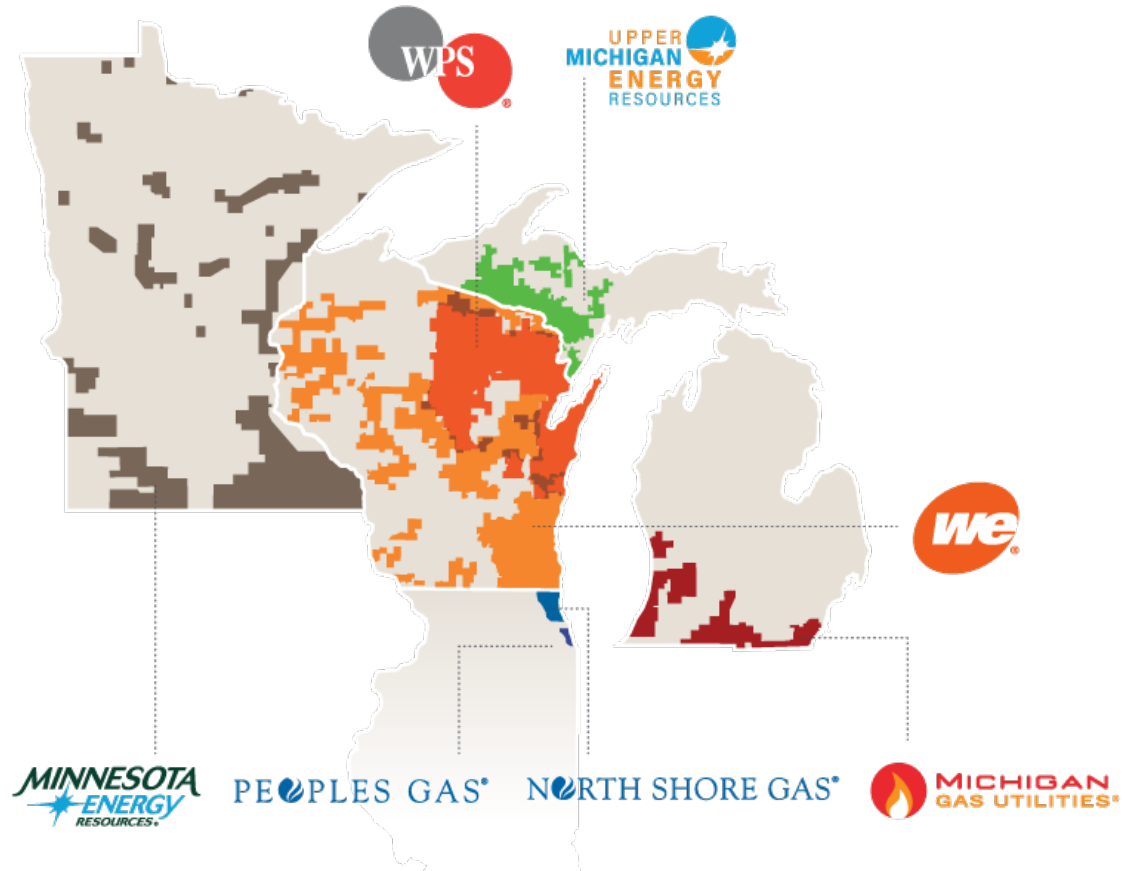 WPS®
UPPER
MICHIGAN
ENERGY
RESOURCES
we®
MINNESOTA
ENERGY
RESOURCES®
PEOPLES GAS®
NORTH SHORE GAS®
MICHIGAN
GAS UTILITIES®